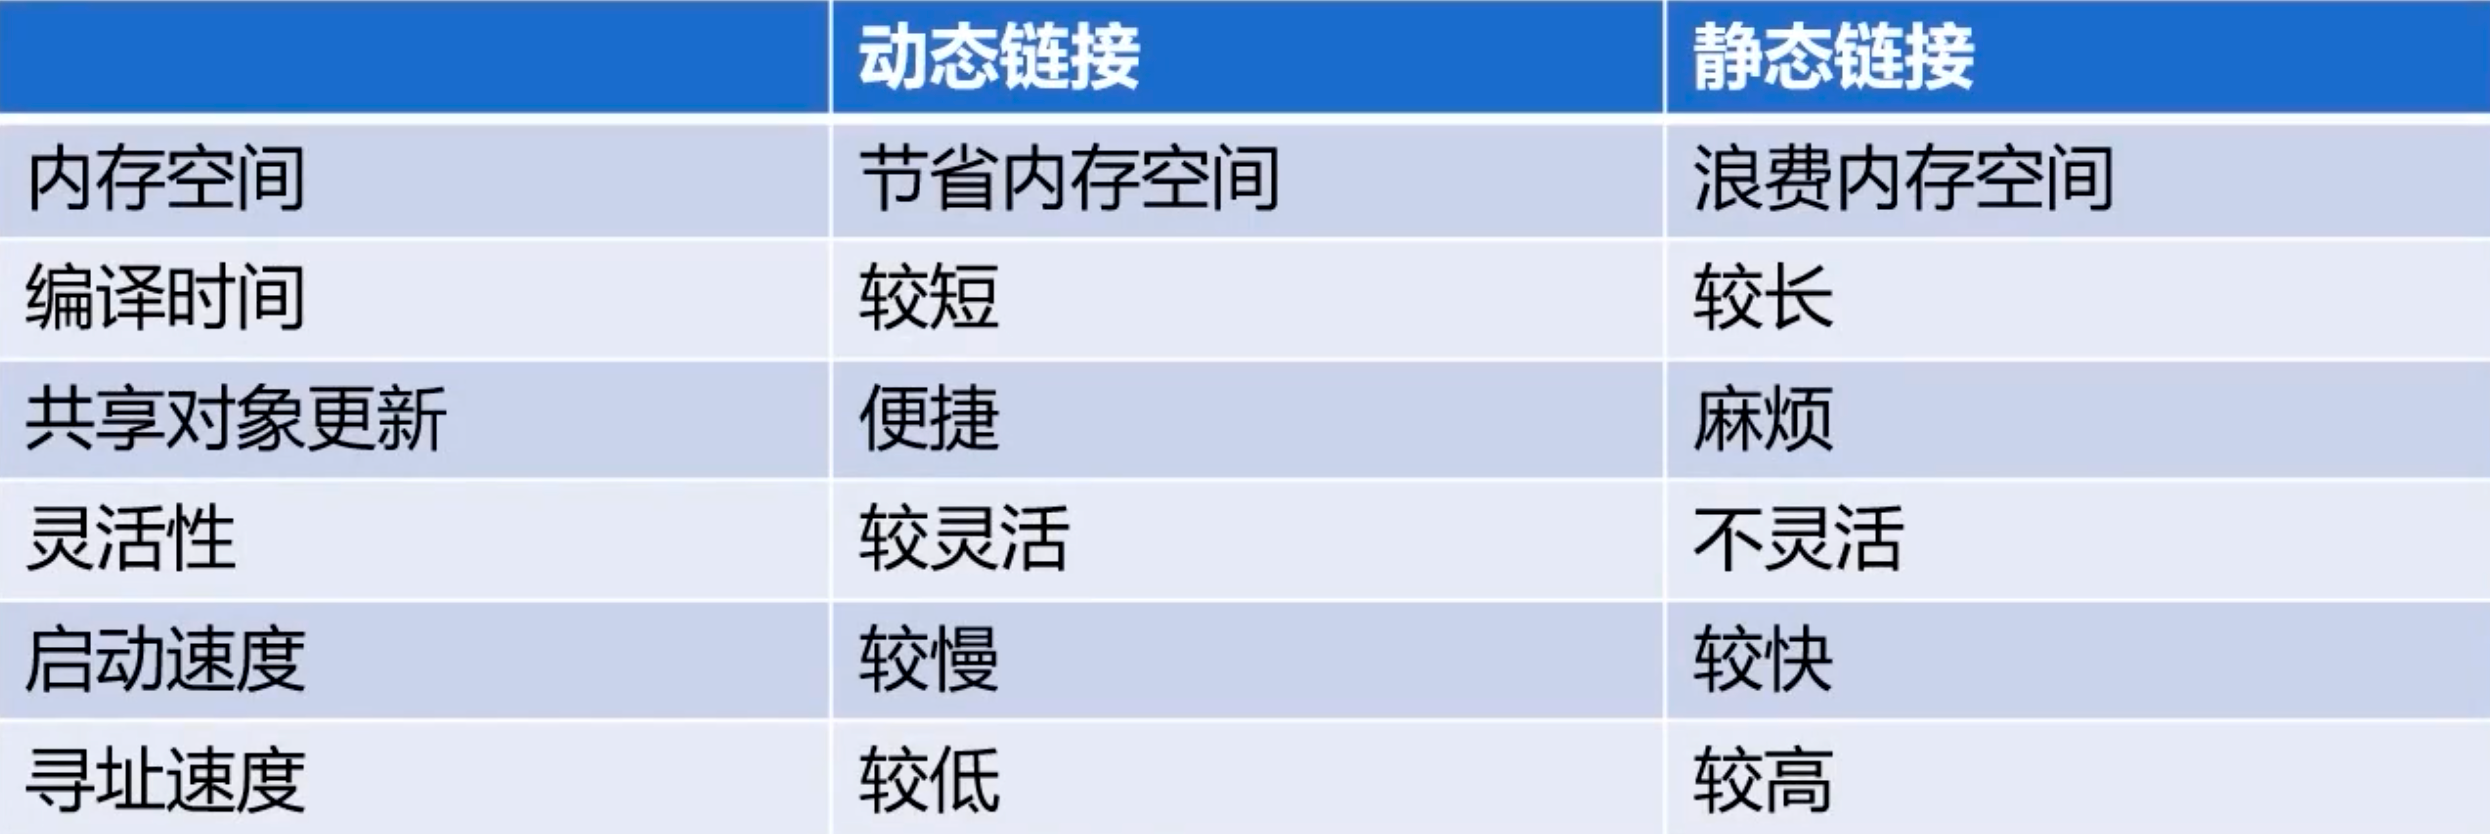 动态链接 静态链接
内存空间 节省内存空间 浪费内存空间
编译时间 较短 较长
共享对象更新 便捷 麻烦
灵活性 较灵活 不灵活
启动速度 较慢 较快
寻址速度 较低 较高